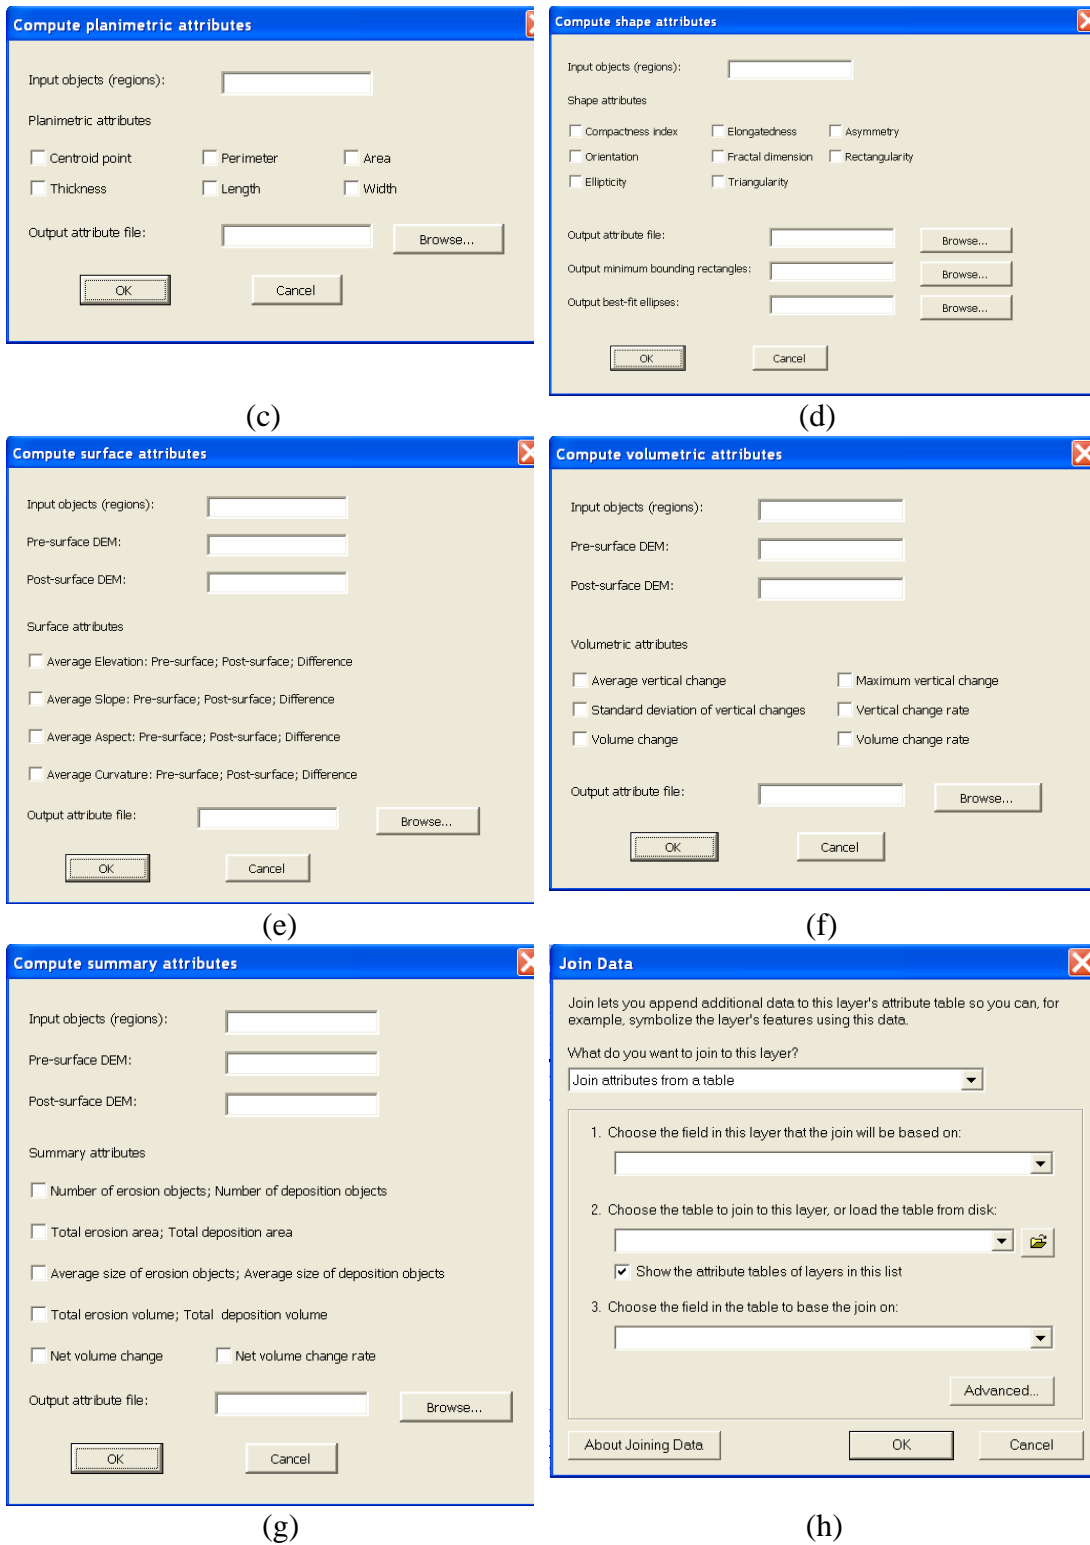 Compute planimetric attributes
Input objects (regions):
Planimetric attributes
Centroid point Perimeter Area
Thickness Length Width
Output attribute file: Browse...
OK Cancel
(c)
Compute shape attributes
Input objects (regions):
Shape attributes
Compactness index Elongatedness Asymmetry
Orientation Fractal dimension Rectangularity
Ellipticity Triangularity
Output attribute file: Browse...
Output minimum bounding rectangles: Browse...
Output best-fit ellipses: Browse...
OK Cancel
(d)
Compute surface attributes
Input objects (regions):
Pre-surface DEM:
Post-surface DEM:
Surface attributes
Average Elevation: Pre-surface; Post-surface; Difference
Average Slope: Pre-surface; Post-surface; Difference
Average Aspect: Pre-surface; Post-surface; Difference
Average Curvature: Pre-surface; Post-surface; Difference
Output attribute file: Browse...
OK Cancel
(e)
Compute volumetric attributes
Input objects (regions):
Pre-surface DEM:
Post-surface DEM:
Volumetric attributes
Average vertical change Maximum vertical change
Standard deviation of vertical changes Vertical change rate
Volume change Volume change rate
Output attribute file: Browse...
OK Cancel
(f)
Compute summary attributes
Input objects (regions):
Pre-surface DEM:
Post-surface DEM:
Summary attributes
Number of erosion objects; Number of deposition objects
Total erosion area; Total deposition area
Average size of erosion objects; Average size of deposition objects
Total erosion volume; Total deposition volume
Net volume change Net volume change rate
Output attribute file: Browse...
OK Cancel
(g)
Join Data
Join lets you append additional data to this layer's attribute table so you can, for
example, symbolize the layer's features using this data.
What do you want to join to this layer?
Join attributes from a table
1. Choose the field in this layer that the join will be based on:
2. Choose the table to join to this layer, or load the table from disk:
Show the attribute tables of layers in this list
3. Choose the field in the table to base the join on:
Advanced...
About Joining Data OK Cancel
(h)